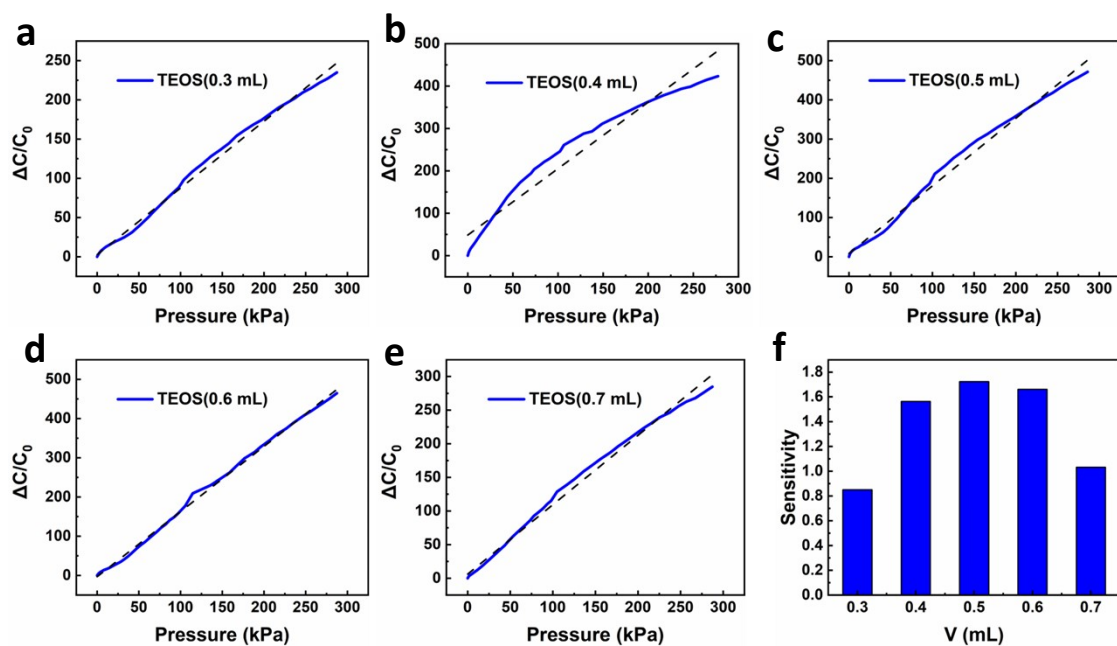 a
250
200
150
100
50
0
ΔC/C₀
TEOS(0.3 mL)
0 50 100 150 200 250 300
Pressure (kPa)
b
500
400
300
200
100
0
ΔC/C₀
TEOS(0.4 mL)
0 50 100 150 200 250 300
Pressure (kPa)
c
500
400
300
200
100
0
ΔC/C₀
TEOS(0.5 mL)
0 50 100 150 200 250 300
Pressure (kPa)
d
500
400
300
200
100
0
ΔC/C₀
TEOS(0.6 mL)
0 50 100 150 200 250 300
Pressure (kPa)
e
300
250
200
150
100
50
0
ΔC/C₀
TEOS(0.7 mL)
0 50 100 150 200 250 300
Pressure (kPa)
f
1.8
1.6
1.4
1.2
1.0
0.8
0.6
0.4
0.2
0.0
Sensitivity
0.3 0.4 0.5 0.6 0.7
V (mL)